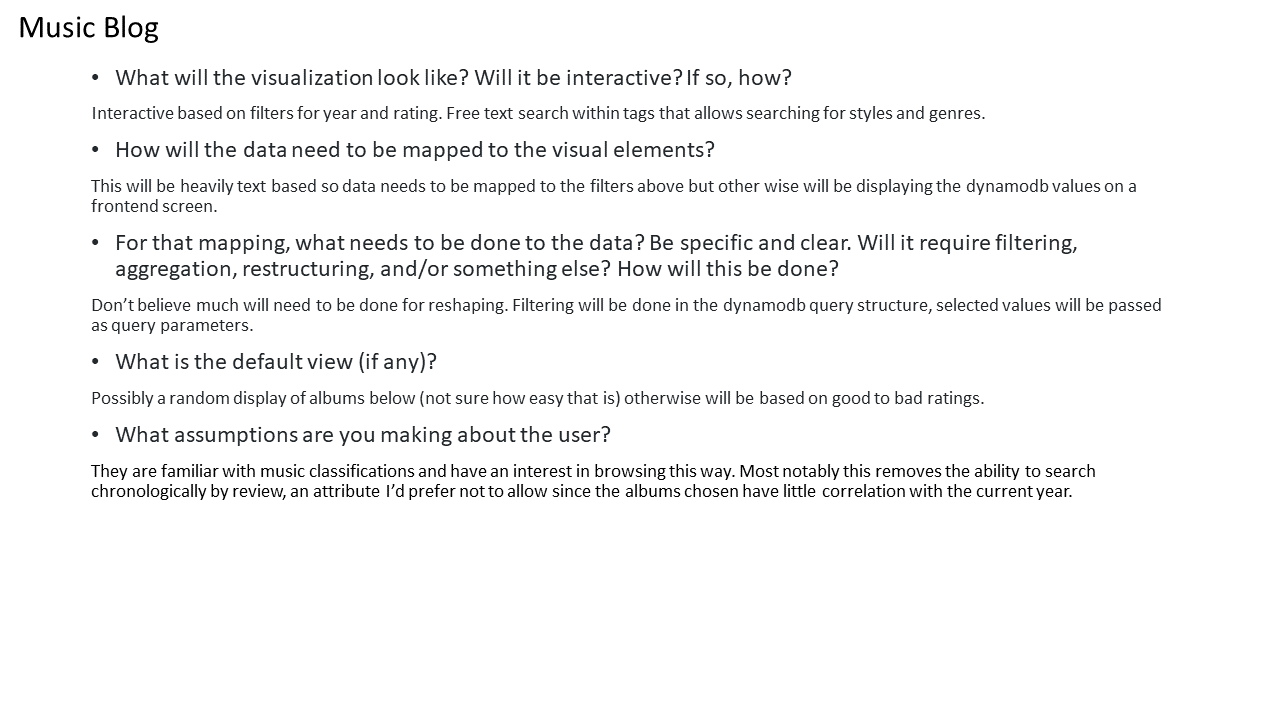 Music Blog
• What will the visualization look like? Will it be interactive? If so, how?
Interactive based on filters for year and rating. Free text search within tags that allows searching for styles and genres.
• How will the data need to be mapped to the visual elements?
This will be heavily text based so data needs to be mapped to the filters above but other wise will be displaying the dynamodb values on a
frontend screen.
• For that mapping, what needs to be done to the data? Be specific and clear. Will it require filtering,
aggregation, restructuring, and/or something else? How will this be done?
Don’t believe much will need to be done for reshaping. Filtering will be done in the dynamodb query structure, selected values will be passed
as query parameters.
• What is the default view (if any)?
Possibly a random display of albums below (not sure how easy that is) otherwise will be based on good to bad ratings.
• What assumptions are you making about the user?
They are familiar with music classifications and have an interest in browsing this way. Most notably this removes the ability to search
chronologically by review, an attribute I’d prefer not to allow since the albums chosen have little correlation with the current year.